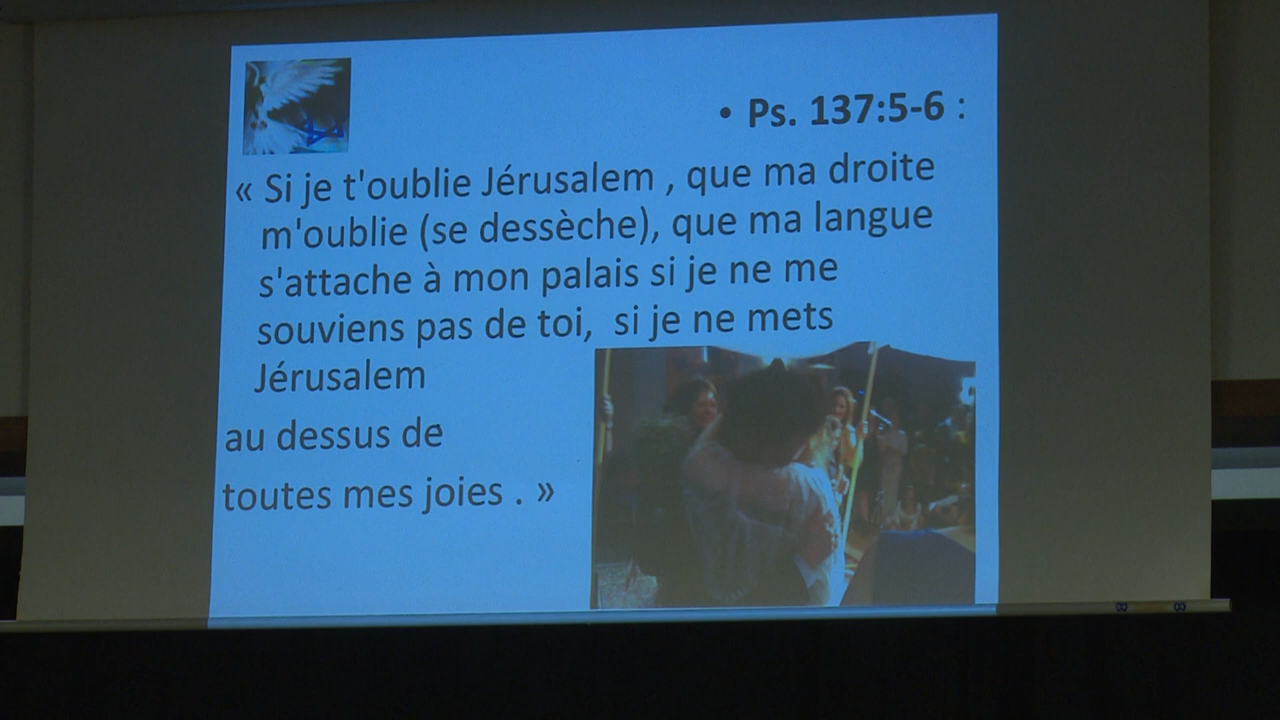 • Ps. 137:5-6 :
« Si je t'oublie Jérusalem , que ma droite
m'oublie (se dessèche), que ma langue
s'attache à mon palais si je ne me
souviens pas de toi, si je ne mets
Jérusalem
au dessus de
toutes mes joies . »